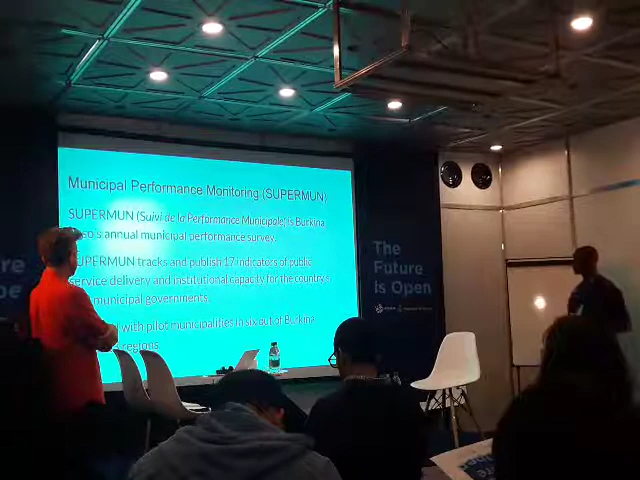 Municipal Performance Monitoring (SUPERMUN)
SUPERMUN (Suivi de la Performance Municipale) is Burkina
so's annual municipal performance survey.
SUPERMUN tracks and publish 17 indicators of public
service delivery and institutional capacity for the country's
municipal governments.
with pilot municipalities in six out of Burkina
regions.
The
Future
is Open